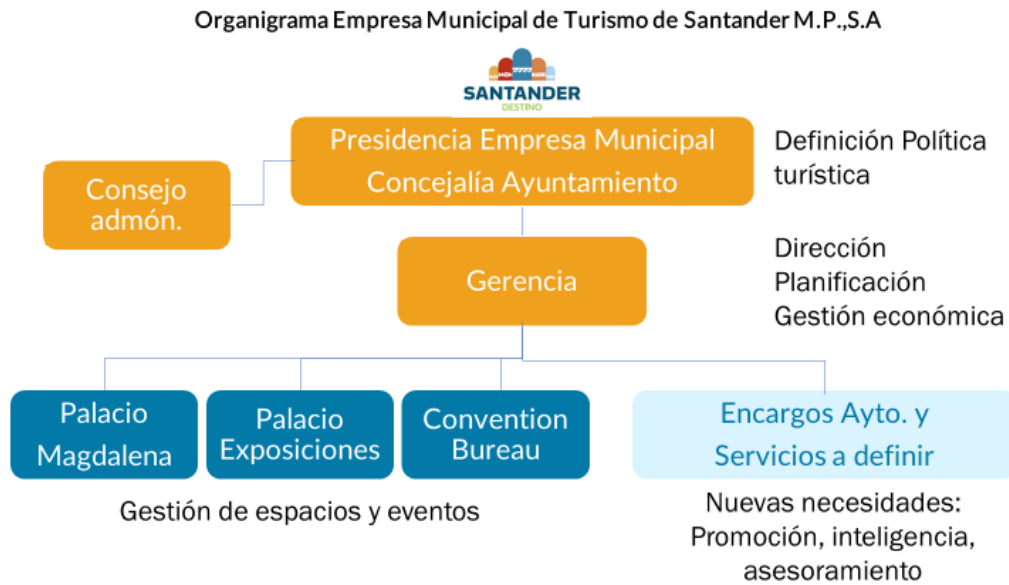 Organigrama Empresa Municipal de Turismo de Santander M.P.,S.A
SANTANDER
DESTINO
Presidencia Empresa Municipal
Concejalía Ayuntamiento
Definición Política
turística
Consejo
admón.
Gerencia
Dirección
Planificación
Gestión económica
Palacio
Magdalena
Palacio
Exposiciones
Convention
Bureau
Encargos Ayto. y
Servicios a definir
Gestión de espacios y eventos
Nuevas necesidades:
Promoción, inteligencia,
asesoramiento